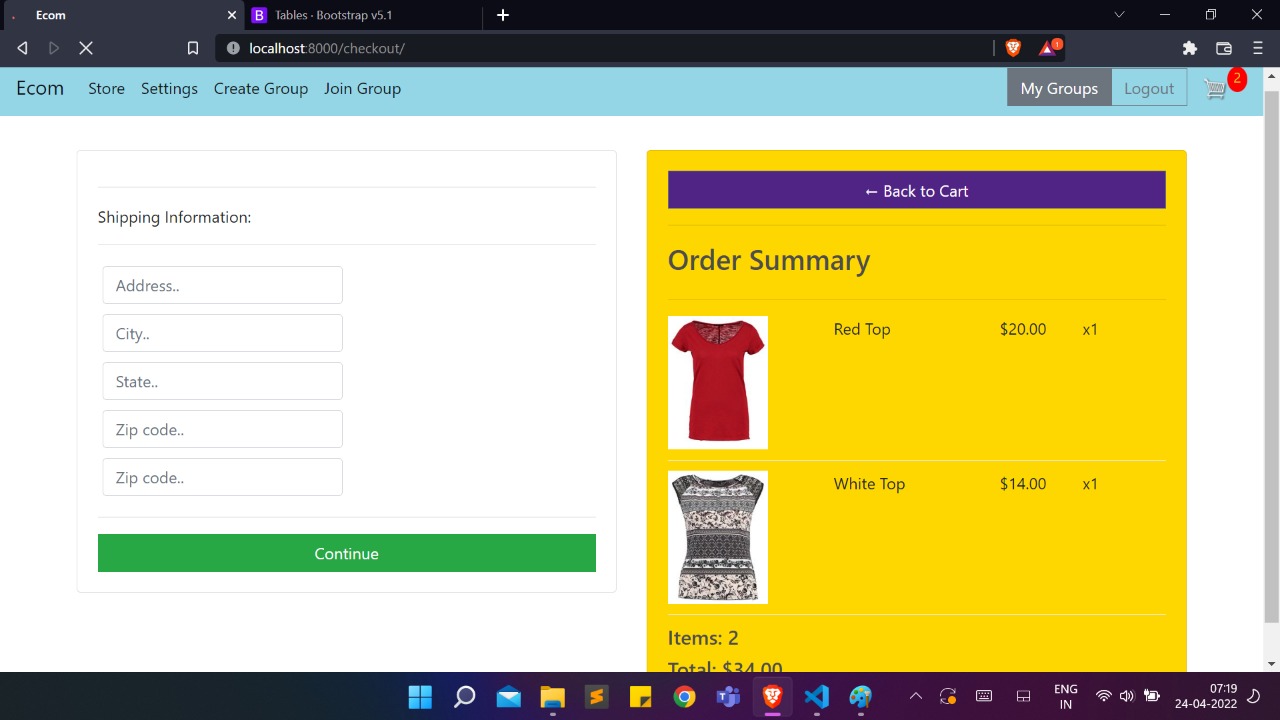 Ecom
Tables · Bootstrap v5.1
localhost:8000/checkout/
1
Ecom Store Settings Create Group Join Group My Groups Logout 2
Shipping Information:
Address..
City..
State..
Zip code..
Zip code..
Continue
← Back to Cart
Order Summary
Red Top $20.00 x1
White Top $14.00 x1
Items: 2
Total: $34.00
ENG
IN
07:19
24-04-2022